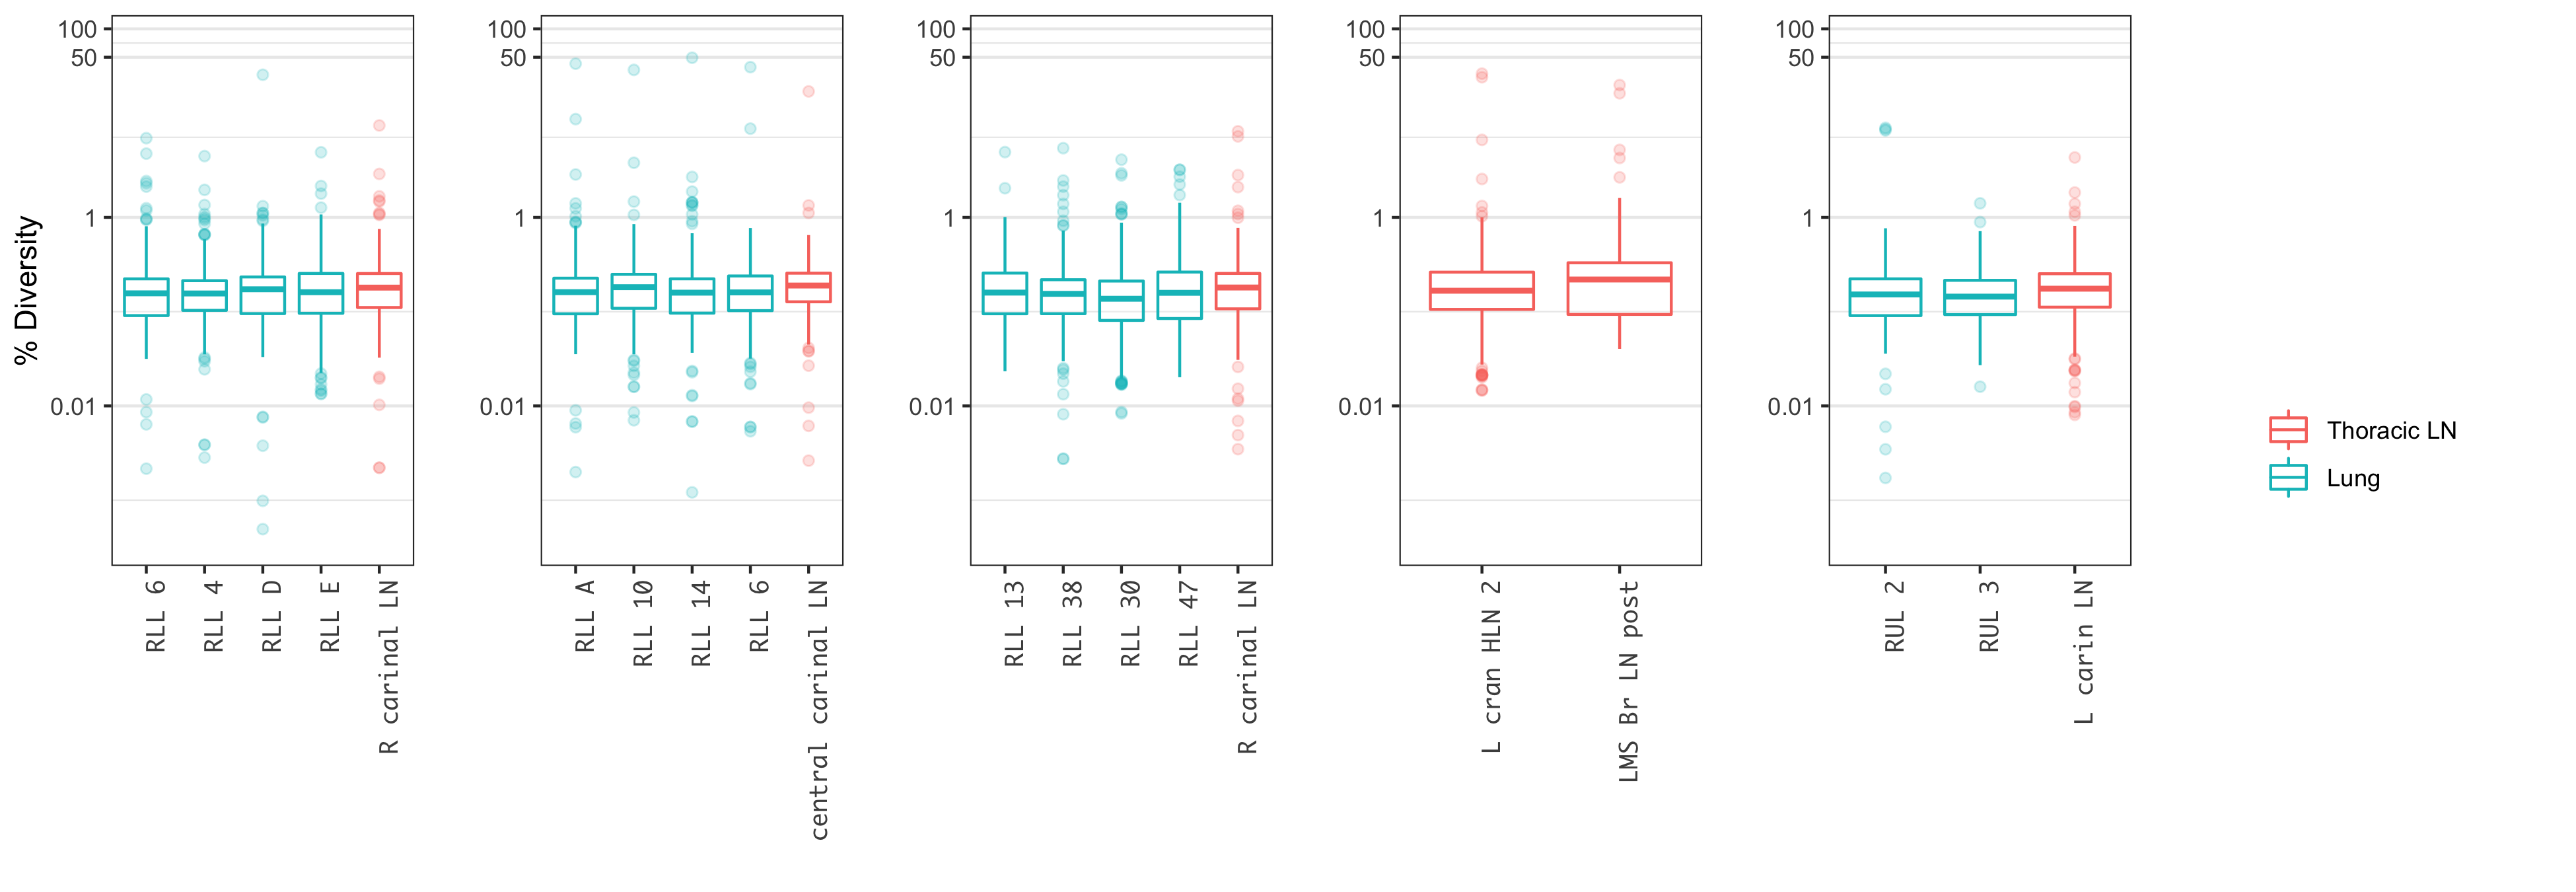 % Diversity
100
50
1
0.01
RLL 6
RLL 4
RLL D
RLL E
R carinal LN
100
50
1
0.01
RLL A
RLL 10
RLL 14
RLL 6
central carinal LN
100
50
1
0.01
RLL 13
RLL 38
RLL 30
RLL 47
R carinal LN
100
50
1
0.01
L cran HLN 2
LMS Br LN post
100
50
1
0.01
RUL 2
RUL 3
L carin LN
Thoracic LN
Lung